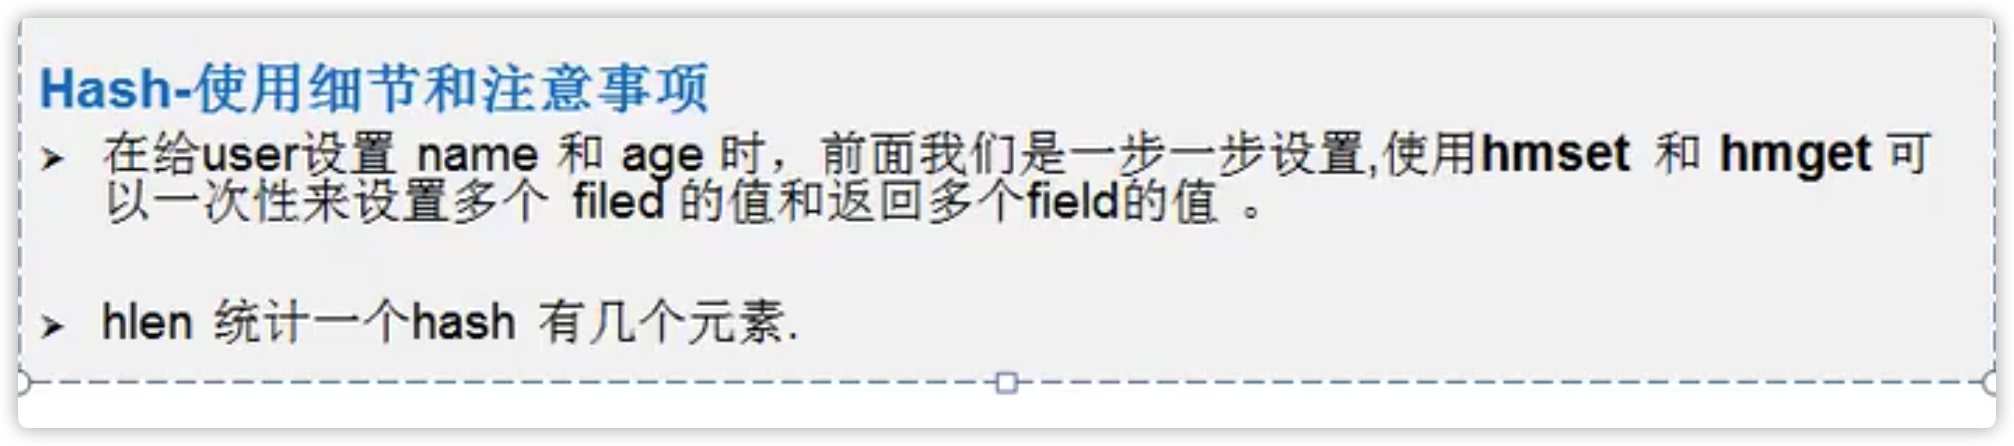 Hash-使用细节和注意事项
➢ 在给user设置 name 和 age 时，前面我们是一步一步设置,使用hmset 和 hmget 可
以一次性来设置多个 filed 的值和返回多个field的值 。
➢ hlen 统计一个hash 有几个元素.